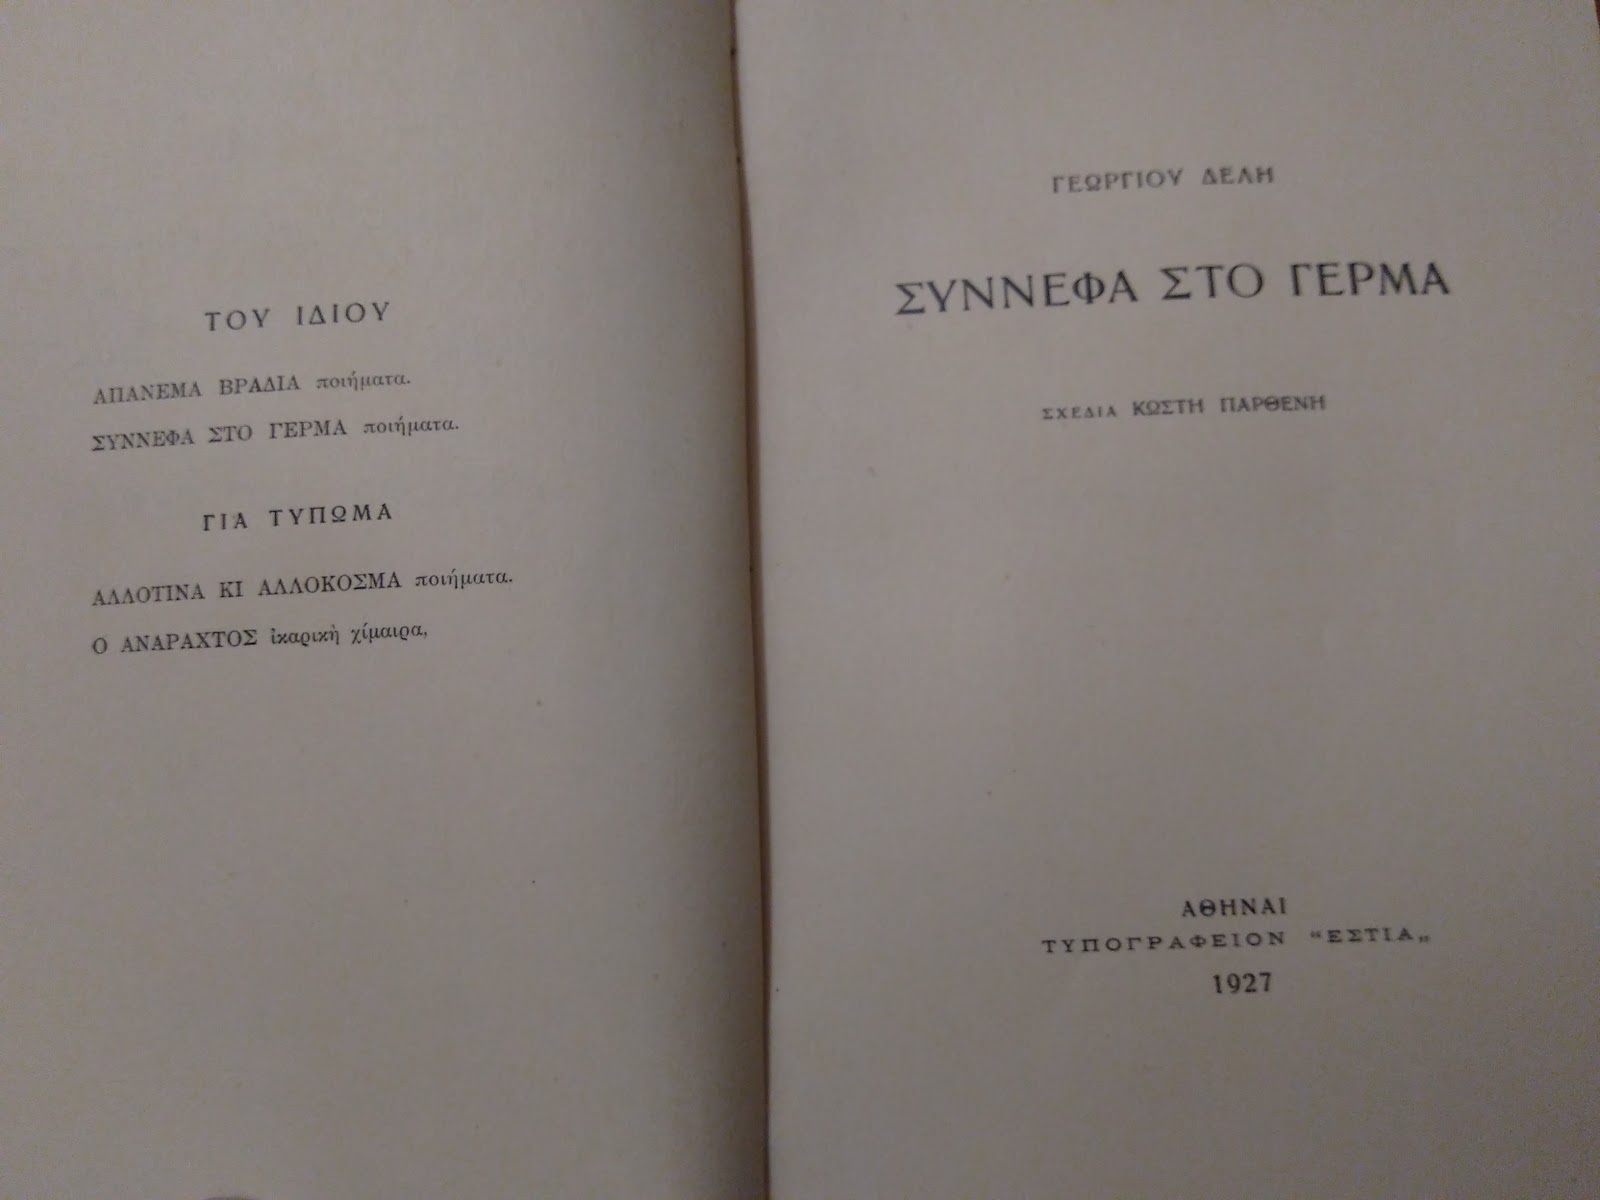 ΤΟΥ ΙΔΙΟΥ
ΑΠΑΝΕΜΑ ΒΡΑΔΙΑ ποιήματα.
ΣΥΝΝΕΦΑ ΣΤΟ ΓΕΡΜΑ ποιήματα.
ΓΙΑ ΤΥΠΩΜΑ
ΑΛΛΟΤΙΝΑ ΚΙ ΑΛΛΟΚΟΣΜΑ ποιήματα.
Ο ΑΝΑΡΑΧΤΟΣ ἰκαρικὴ χίμαιρα,
ΓΕΩΡΓΙΟΥ ΔΕΛΗ
ΣΥΝΝΕΦΑ ΣΤΟ ΓΕΡΜΑ
ΣΧΕΔΙΑ ΚΩΣΤΗ ΠΑΡΘΕΝΗ
ΑΘΗΝΑΙ
ΤΥΠΟΓΡΑΦΕΙΟΝ “ΕΣΤΙΑ„
1927